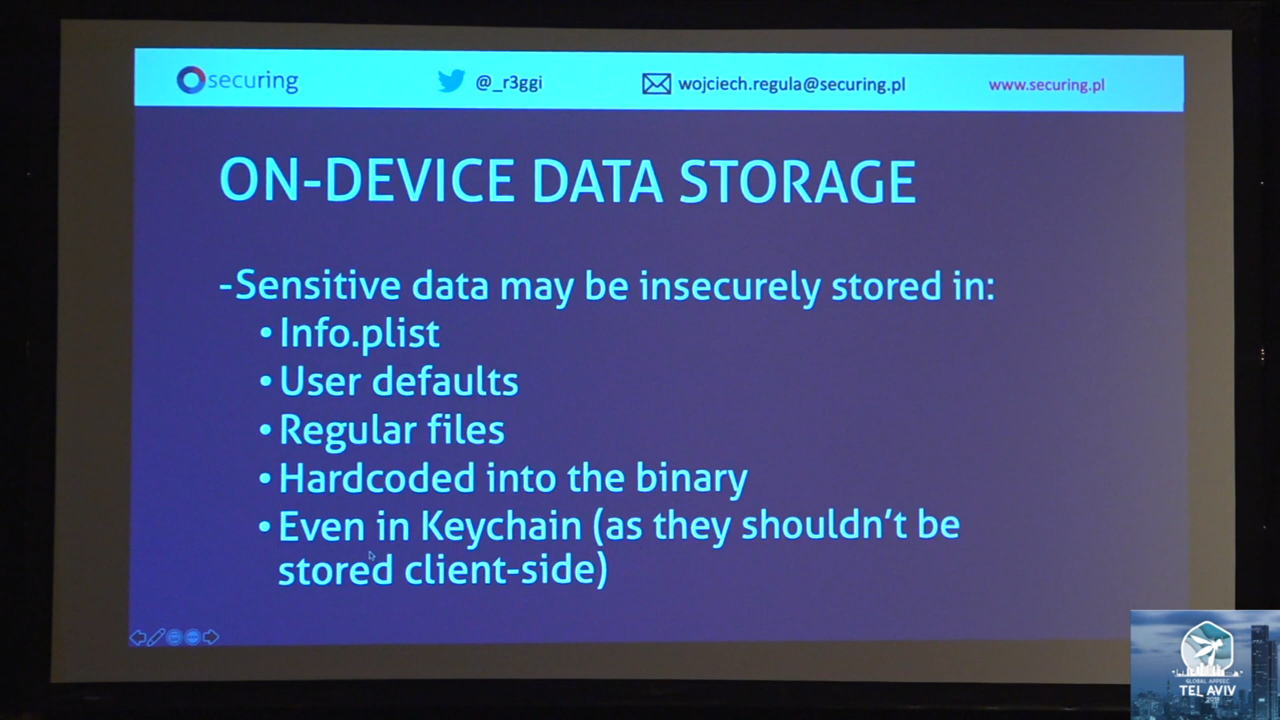 securing
@_r3ggi
wojciech.regula@securing.pl
www.securing.pl
ON-DEVICE DATA STORAGE
-Sensitive data may be insecurely stored in:
• Info.plist
• User defaults
• Regular files
• Hardcoded into the binary
• Even in Keychain (as they shouldn't be
stored client-side)
GLOBAL APPSEC
TEL AVIV
2019